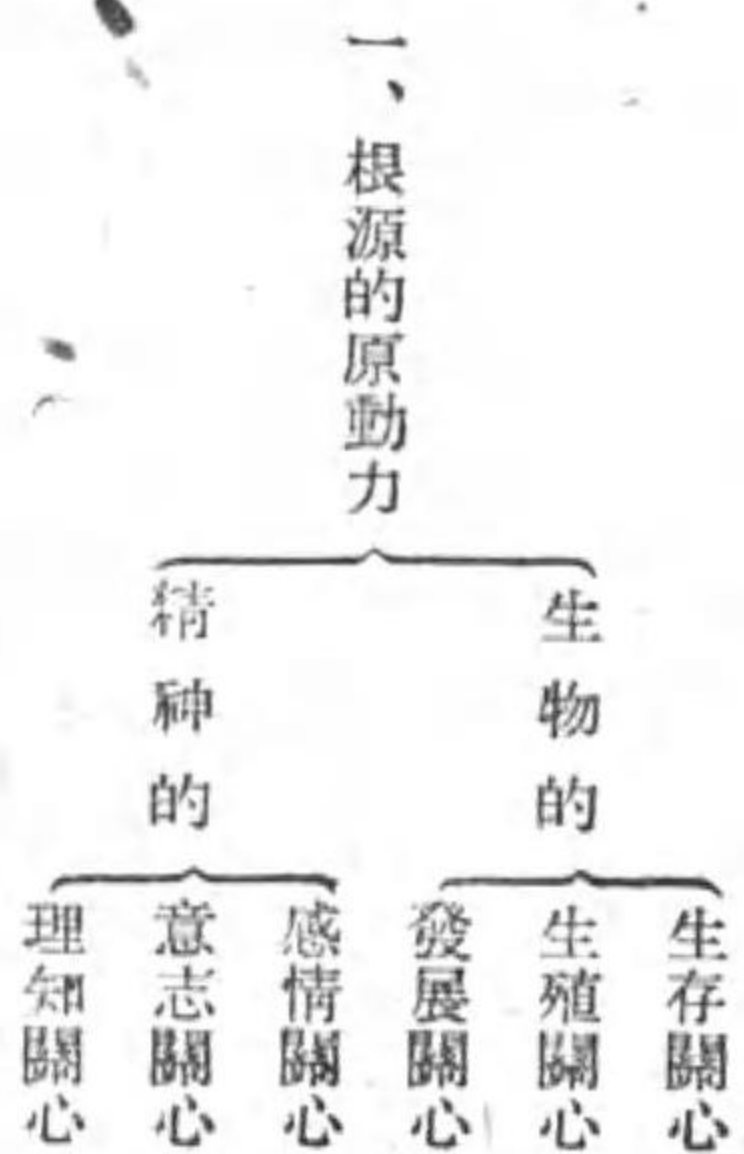 一、根源的原動力
生物的
生存關心
生殖關心
發展關心
精神的
感情關心
意志關心
理知關心